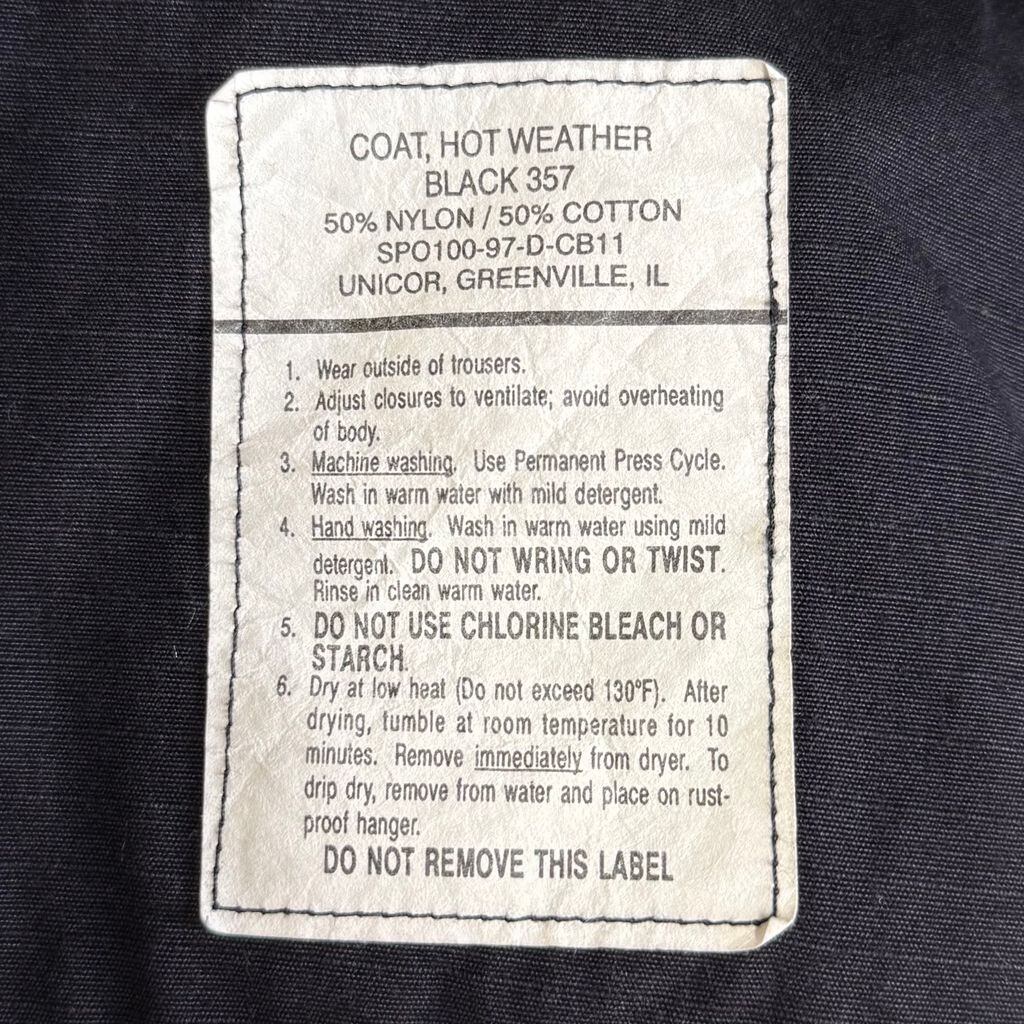 COAT, HOT WEATHER
BLACK 357
50% NYLON / 50% COTTON
SPO100-97-D-CB11
UNICOR, GREENVILLE, IL
1. Wear outside of trousers.
2. Adjust closures to ventilate; avoid overheating
of body.
3. Machine washing. Use Permanent Press Cycle.
Wash in warm water with mild detergent.
4. Hand washing. Wash in warm water using mild
detergent. DO NOT WRING OR TWIST.
Rinse in clean warm water.
5. DO NOT USE CHLORINE BLEACH OR
STARCH.
6. Dry at low heat (Do not exceed 130°F). After
drying, tumble at room temperature for 10
minutes. Remove immediately from dryer. To
drip dry, remove from water and place on rust-
proof hanger.
DO NOT REMOVE THIS LABEL